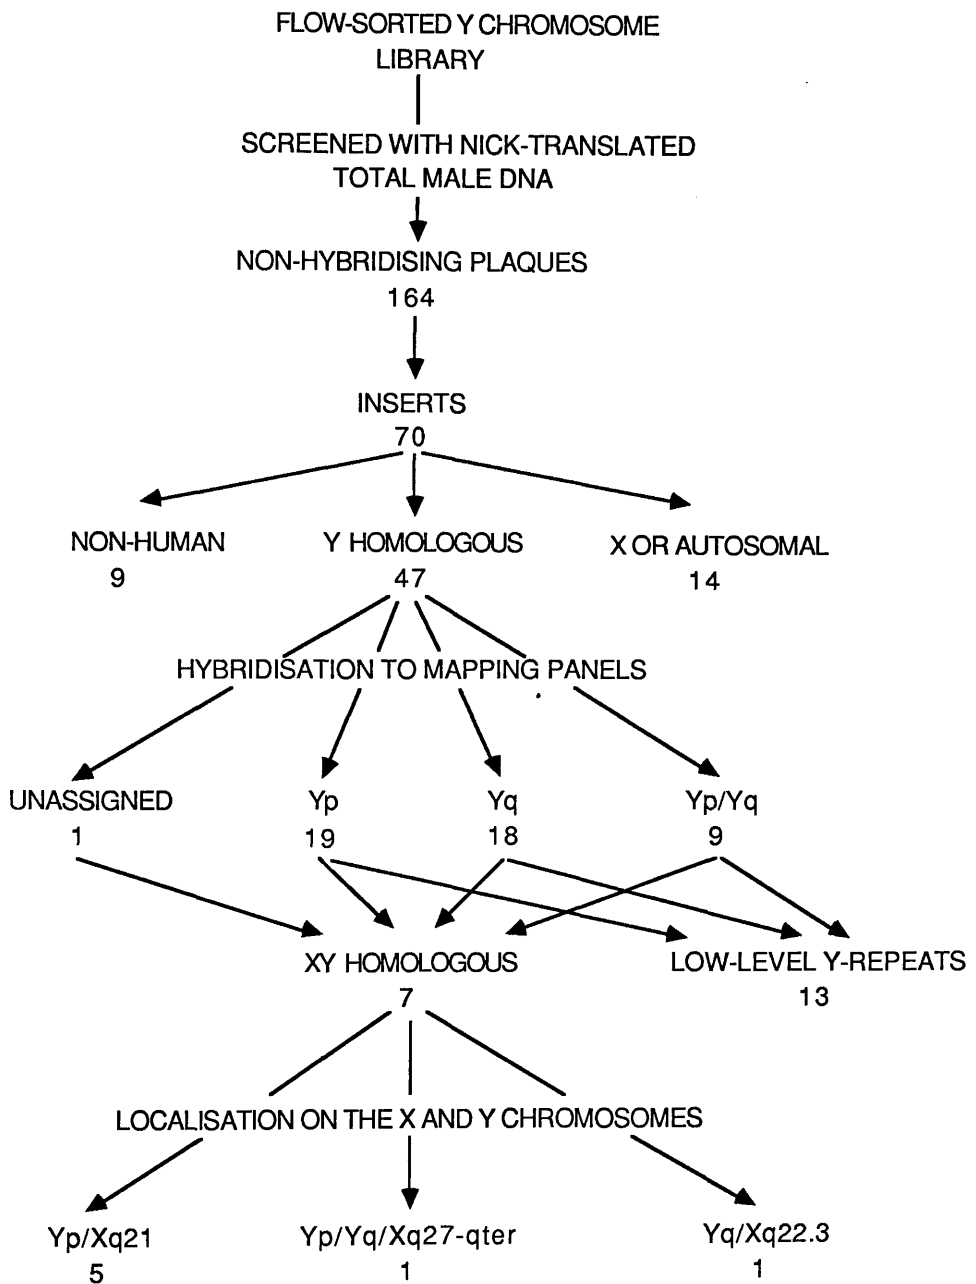 FLOW-SORTED Y CHROMOSOME
LIBRARY
SCREENED WITH NICK-TRANSLATED
TOTAL MALE DNA
NON-HYBRIDISING PLAQUES
164
INSERTS
70
NON-HUMAN
9
Y HOMOLOGOUS
47
X OR AUTOSOMAL
14
HYBRIDISATION TO MAPPING PANELS
UNASSIGNED
1
Yp
19
Yq
18
Yp/Yq
9
XY HOMOLOGOUS
7
LOW-LEVEL Y-REPEATS
13
LOCALISATION ON THE X AND Y CHROMOSOMES
Yp/Xq21
5
Yp/Yq/Xq27-qter
1
Yq/Xq22.3
1